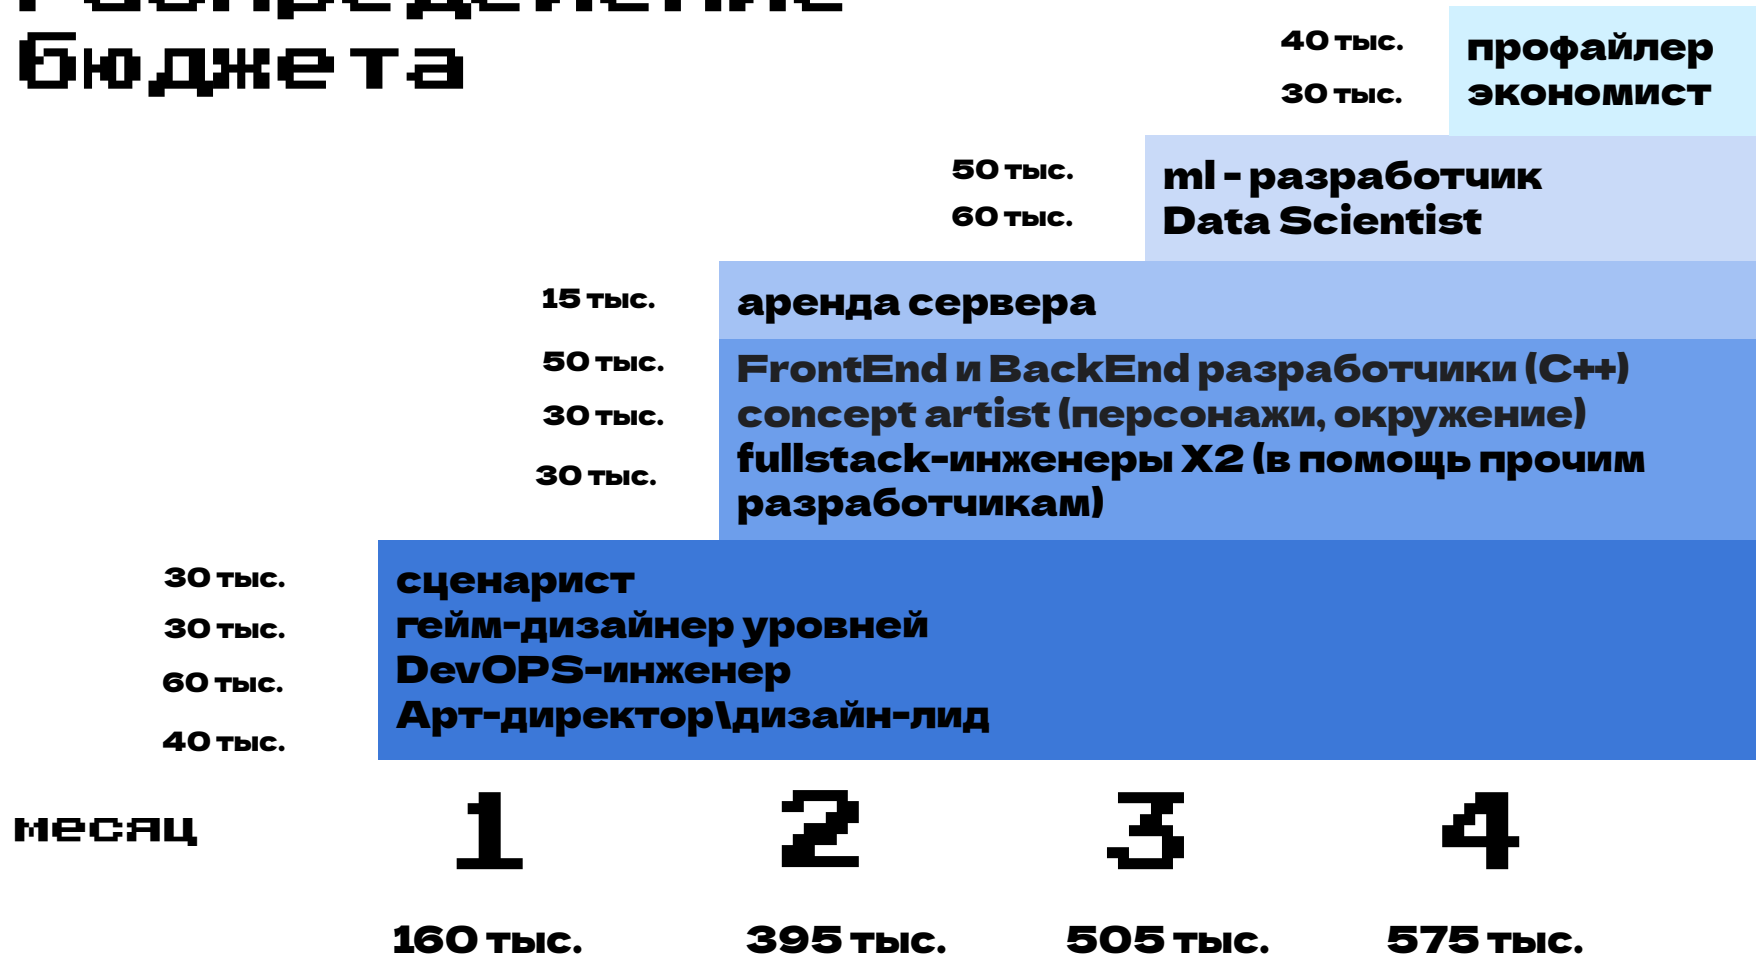 Распределение
бюджета
40 тыс.
профайлер
30 тыс.
экономист
50 тыс.
ml - разработчик
60 тыс.
Data Scientist
15 тыс.
аренда сервера
50 тыс.
FrontEnd и BackEnd разработчики (C++)
30 тыс.
concept artist (персонажи, окружение)
30 тыс.
fullstack-инженеры X2 (в помощь прочим
разработчикам)
30 тыс.
сценарист
30 тыс.
гейм-дизайнер уровней
60 тыс.
DevOPS-инженер
40 тыс.
Арт-директор\дизайн-лид
месяц
1
2
3
4
160 тыс.
395 тыс.
505 тыс.
575 тыс.